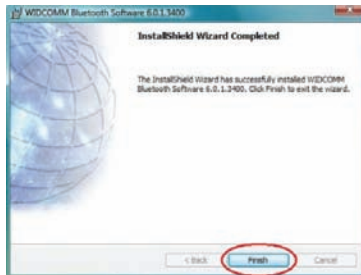 WIDCOMM Bluetooth Software 6.0.1.3400
InstallShield Wizard Completed
The InstallShield Wizard has successfully installed WIDCOMM
Bluetooth Software 6.0.1.3400. Click Finish to exit the wizard.
< Back Finish Cancel